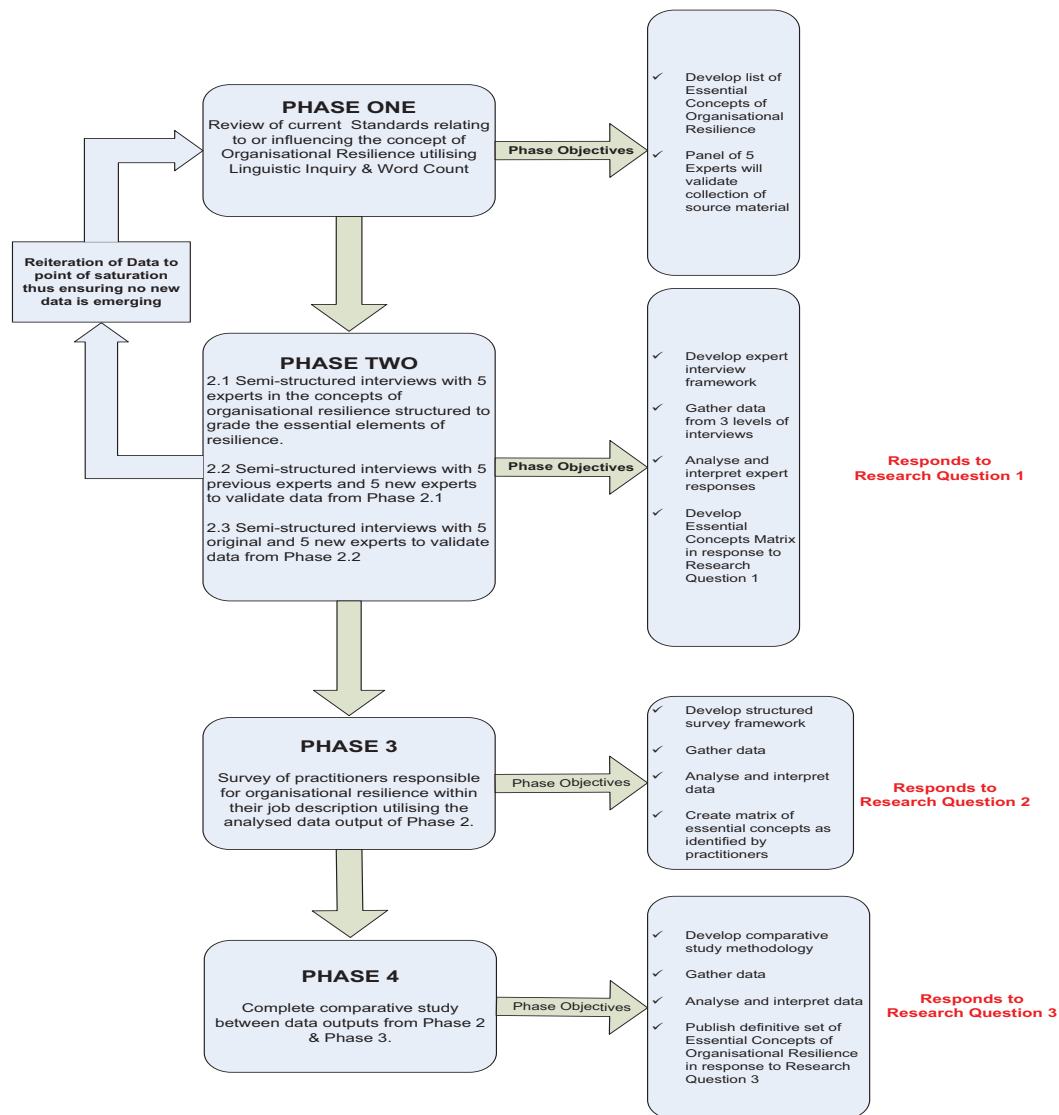 PHASE ONE
Review of current Standards relating
to or influencing the concept of
Organisational Resilience utilising
Linguistic Inquiry & Word Count
Phase Objectives
✓ Develop list of
Essential
Concepts of
Organisational
Resilience
✓ Panel of 5
Experts will
validate
collection of
source material
Reiteration of Data to
point of saturation
thus ensuring no new
data is emerging
PHASE TWO
2.1 Semi-structured interviews with 5
experts in the concepts of
organisational resilience structured to
grade the essential elements of
resilience.
2.2 Semi-structured interviews with 5
previous experts and 5 new experts
to validate data from Phase 2.1
2.3 Semi-structured interviews with 5
original and 5 new experts to validate
data from Phase 2.2
Phase Objectives
✓ Develop expert
interview
framework
✓ Gather data
from 3 levels of
interviews
✓ Analyse and
interpret expert
responses
✓ Develop
Essential
Concepts Matrix
in response to
Research
Question 1
Responds to
Research Question 1
PHASE 3
Survey of practitioners responsible
for organisational resilience within
their job description utilising the
analysed data output of Phase 2.
Phase Objectives
✓ Develop structured
survey framework
✓ Gather data
✓ Analyse and interpret
data
✓ Create matrix of
essential concepts as
identified by
practitioners
Responds to
Research Question 2
PHASE 4
Complete comparative study
between data outputs from Phase 2
& Phase 3.
Phase Objectives
✓ Develop comparative
study methodology
✓ Gather data
✓ Analyse and interpret data
✓ Publish definitive set of
Essential Concepts of
Organisational Resilience
in response to Research
Question 3
Responds to
Research Question 3